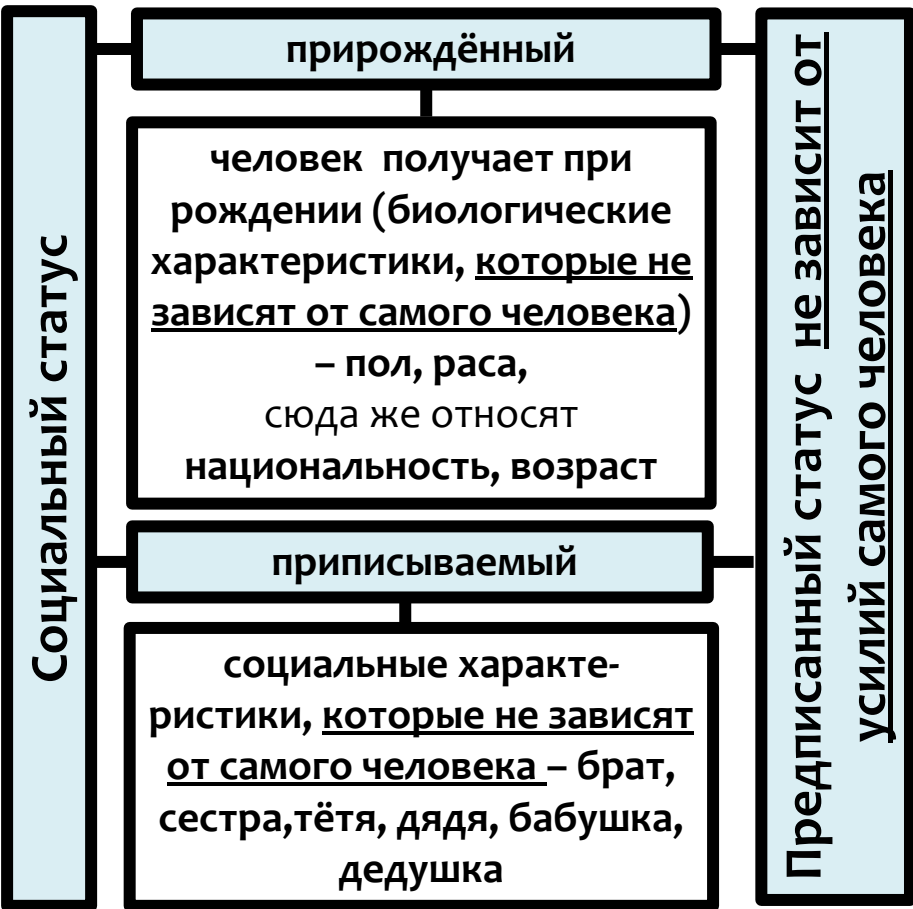 Социальный статус
прирождённый
человек получает при
рождении (биологические
характеристики, которые не
зависят от самого человека)
– пол, раса,
сюда же относят
национальность, возраст
приписываемый
социальные характе-
ристики, которые не зависят
от самого человека – брат,
сестра,тётя, дядя, бабушка,
дедушка
Предписанный статус не зависит от
усилий самого человека